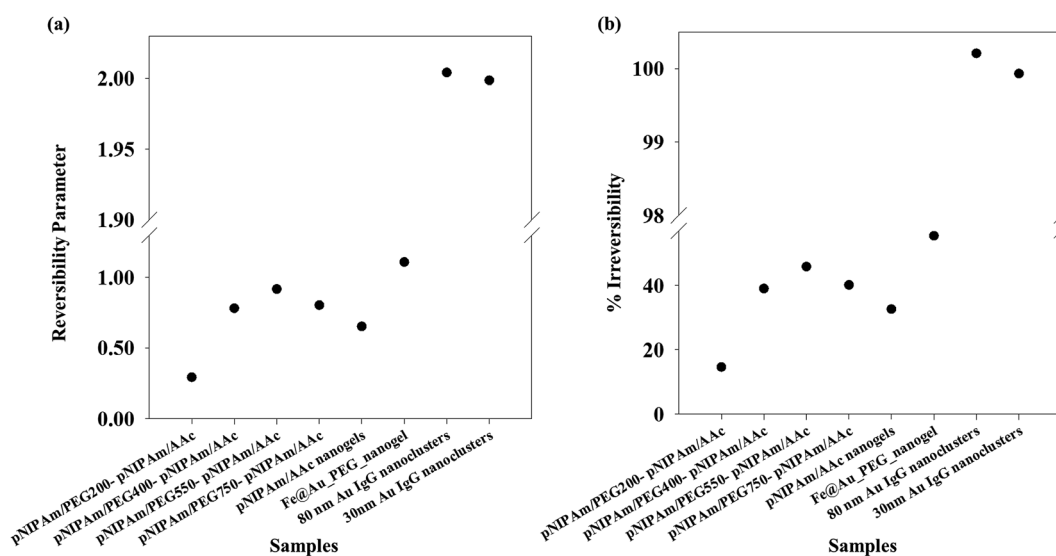 (a)
Reversibility Parameter
2.00
1.95
1.90
1.00
0.50
0.00
pNIPAm/PEG200- pNIPAm/AAc
pNIPAm/PEG400- pNIPAm/AAc
pNIPAm/PEG550- pNIPAm/AAc
pNIPAm/PEG750- pNIPAm/AAc
pNIPAm/AAc nanogels
Fe@Au_PEG_nanogel
80 nm Au IgG nanoclusters
30nm Au IgG nanoclusters
Samples
(b)
% Irreversibility
100
99
98
40
20
0
pNIPAm/PEG200- pNIPAm/AAc
pNIPAm/PEG400- pNIPAm/AAc
pNIPAm/PEG550- pNIPAm/AAc
pNIPAm/PEG750- pNIPAm/AAc
pNIPAm/AAc nanogels
Fe@Au_PEG_nanogel
80 nm Au IgG nanoclusters
30nm Au IgG nanoclusters
Samples